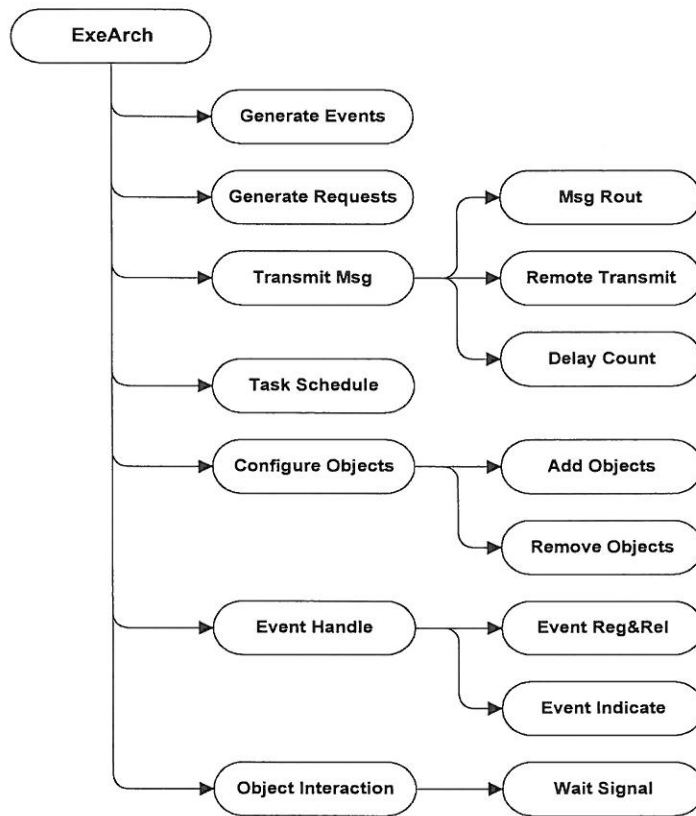 ExeArch
Generate Events
Generate Requests
Msg Rout
Transmit Msg
Remote Transmit
Delay Count
Task Schedule
Configure Objects
Add Objects
Remove Objects
Event Handle
Event Reg&Rel
Event Indicate
Object Interaction
Wait Signal